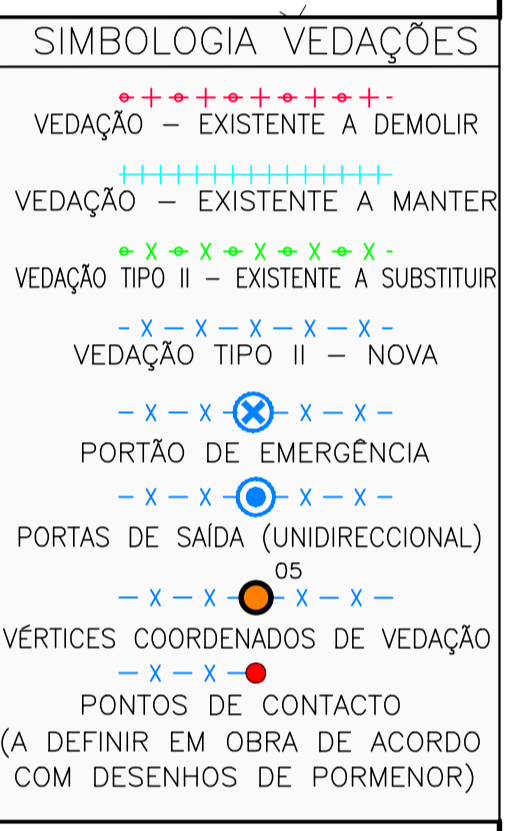 SIMBOLOGIA VEDAÇÕES
VEDAÇÃO – EXISTENTE A DEMOLIR
VEDAÇÃO – EXISTENTE A MANTER
VEDAÇÃO TIPO II – EXISTENTE A SUBSTITUIR
VEDAÇÃO TIPO II – NOVA
PORTÃO DE EMERGÊNCIA
PORTAS DE SAÍDA (UNIDIRECCIONAL)
05
VÉRTICES COORDENADOS DE VEDAÇÃO
PONTOS DE CONTACTO
(A DEFINIR EM OBRA DE ACORDO
COM DESENHOS DE PORMENOR)